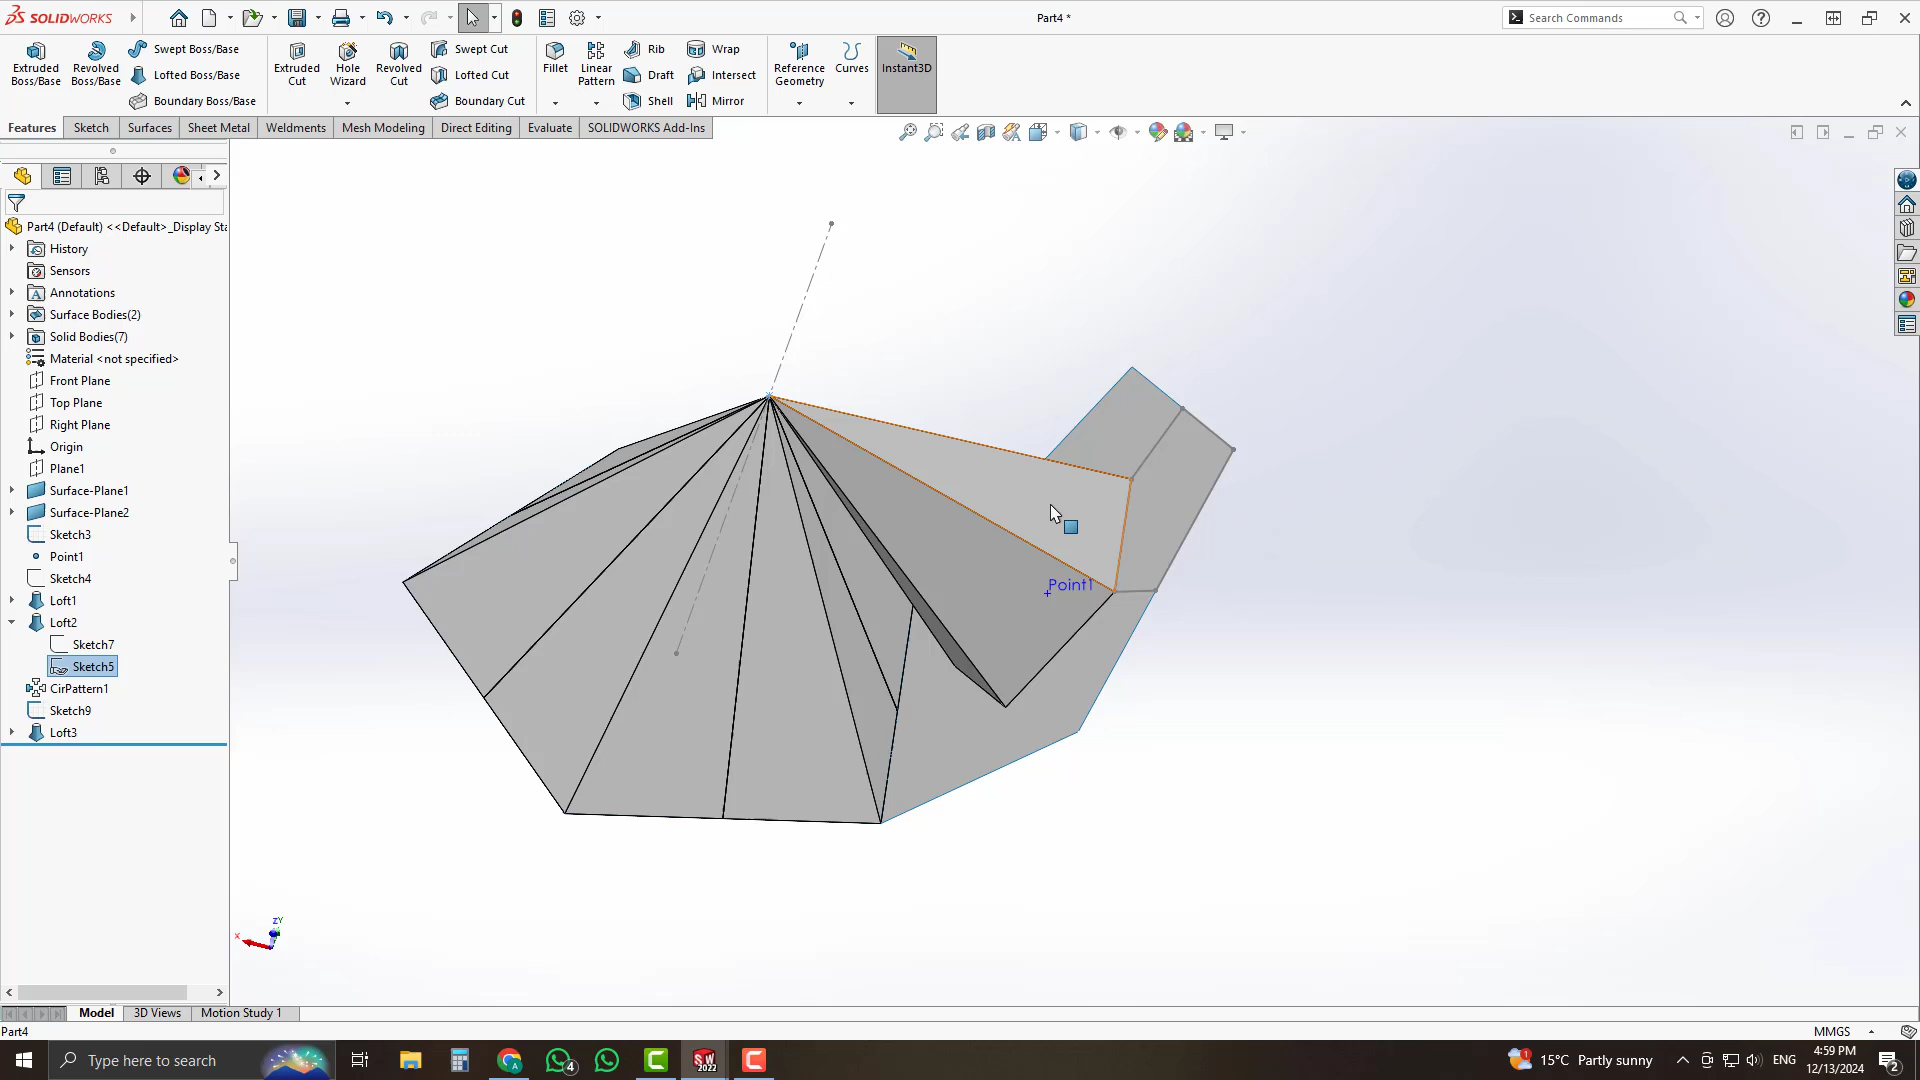 SOLIDWORKS
Part4 *
Search Commands
Extruded Boss/Base
Revolved Boss/Base
Swept Boss/Base
Lofted Boss/Base
Boundary Boss/Base
Extruded Cut
Hole Wizard
Revolved Cut
Swept Cut
Lofted Cut
Boundary Cut
Fillet
Linear Pattern
Rib
Draft
Shell
Wrap
Intersect
Mirror
Reference Geometry
Curves
Instant3D
Features
Sketch
Surfaces
Sheet Metal
Weldments
Mesh Modeling
Direct Editing
Evaluate
SOLIDWORKS Add-Ins
Part4 (Default) <<Default>_Display Sta
History
Sensors
Annotations
Surface Bodies(2)
Solid Bodies(7)
Material <not specified>
Front Plane
Top Plane
Right Plane
Origin
Plane1
Surface-Plane1
Surface-Plane2
Sketch3
Point1
Sketch4
Loft1
Loft2
Sketch7
Sketch5
CirPattern1
Sketch9
Loft3
Point1
ZY
X
Model
3D Views
Motion Study 1
Part4
MMGS
Type here to search
4
SW
2022
1
15°C Partly sunny
ENG
4:59 PM
12/13/2024
2